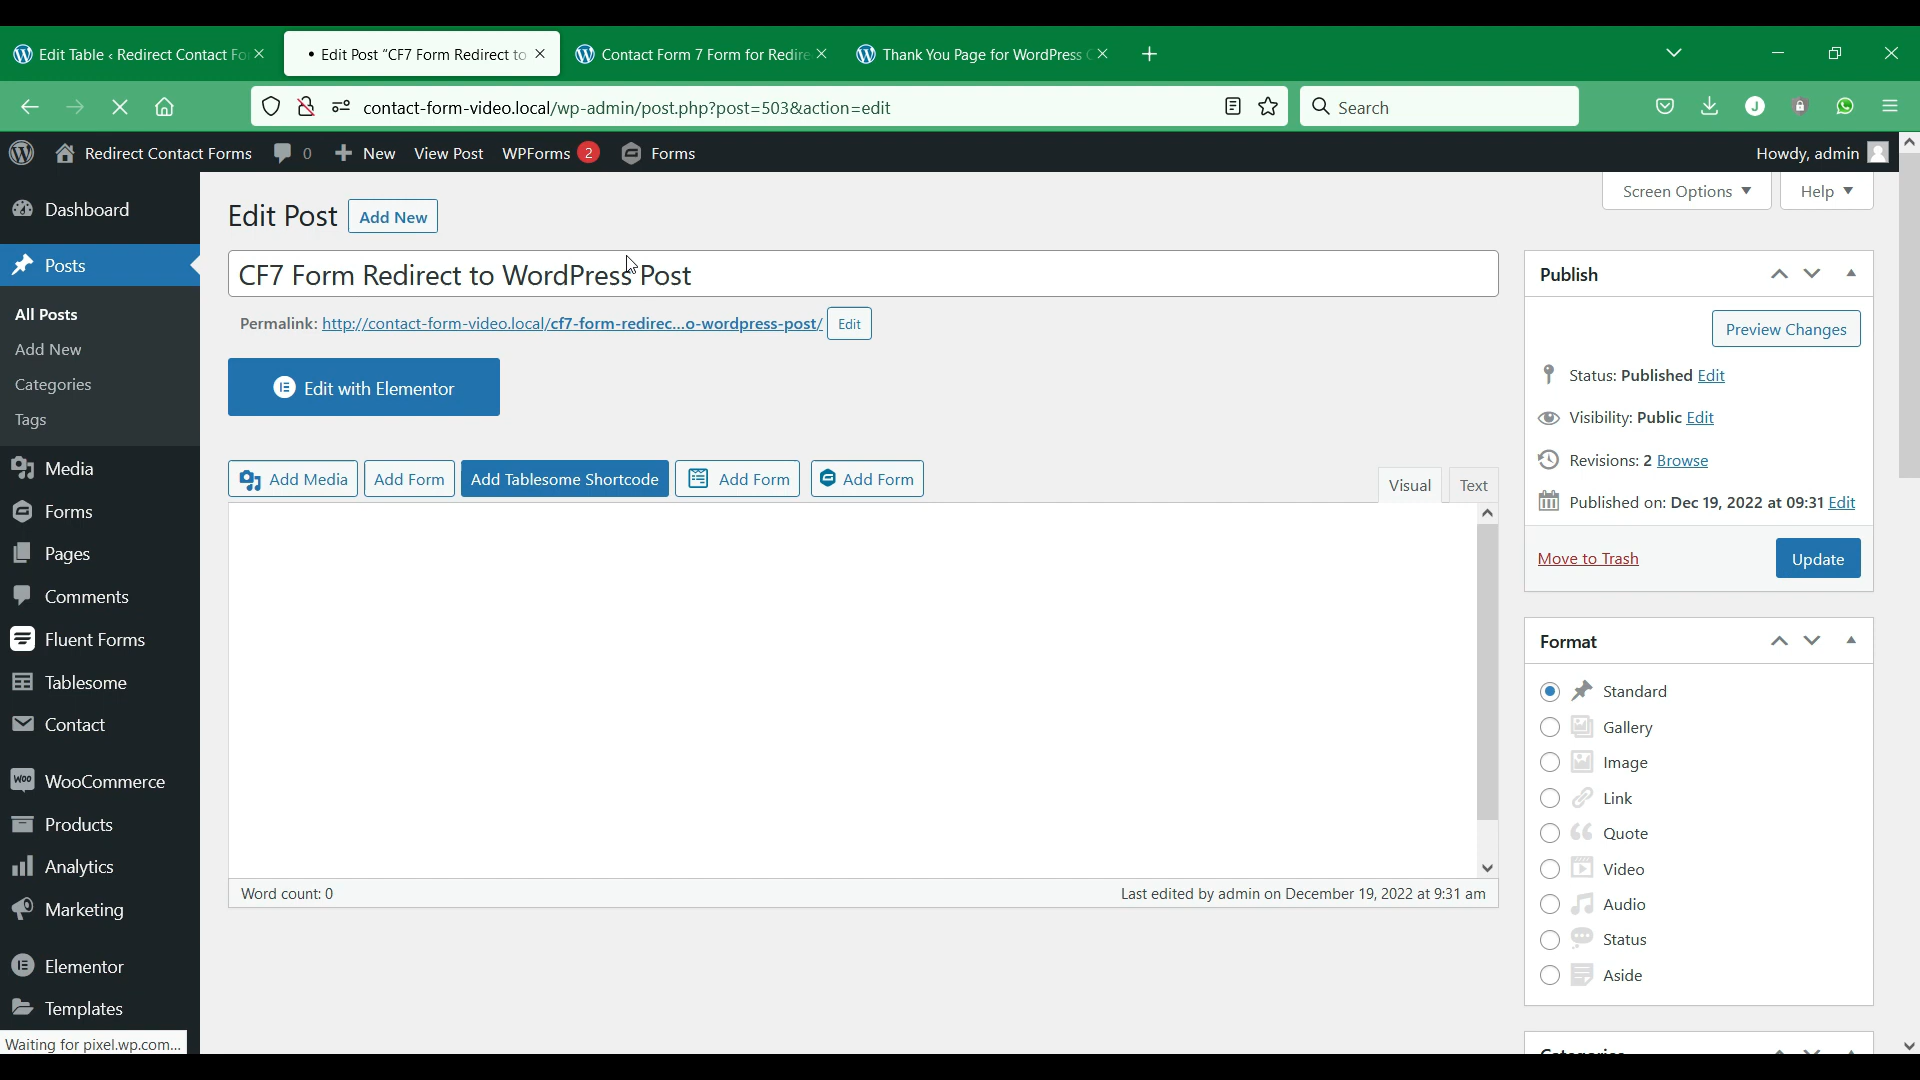 Edit Table ‹ Redirect Contact Fo
• Edit Post “CF7 Form Redirect to
Contact Form 7 Form for Redire
Thank You Page for WordPress C
contact-form-video.local/wp-admin/post.php?post=503&action=edit
Search
Redirect Contact Forms
0
New
View Post
WPForms 2
Forms
Howdy, admin
Screen Options
Help
Dashboard
Posts
All Posts
Add New
Categories
Tags
Media
Forms
Pages
Comments
Fluent Forms
Tablesome
Contact
WooCommerce
Products
Analytics
Marketing
Elementor
Templates
Waiting for pixel.wp.com...
Edit Post
Add New
CF7 Form Redirect to WordPress Post
Permalink: http://contact-form-video.local/cf7-form-redirec...o-wordpress-post/ Edit
Edit with Elementor
Add Media
Add Form
Add Tablesome Shortcode
Add Form
Add Form
Visual
Text
Word count: 0
Last edited by admin on December 19, 2022 at 9:31 am
Publish
Preview Changes
Status: Published Edit
Visibility: Public Edit
Revisions: 2 Browse
Published on: Dec 19, 2022 at 09:31 Edit
Move to Trash
Update
Format
Standard
Gallery
Image
Link
Quote
Video
Audio
Status
Aside
Categories